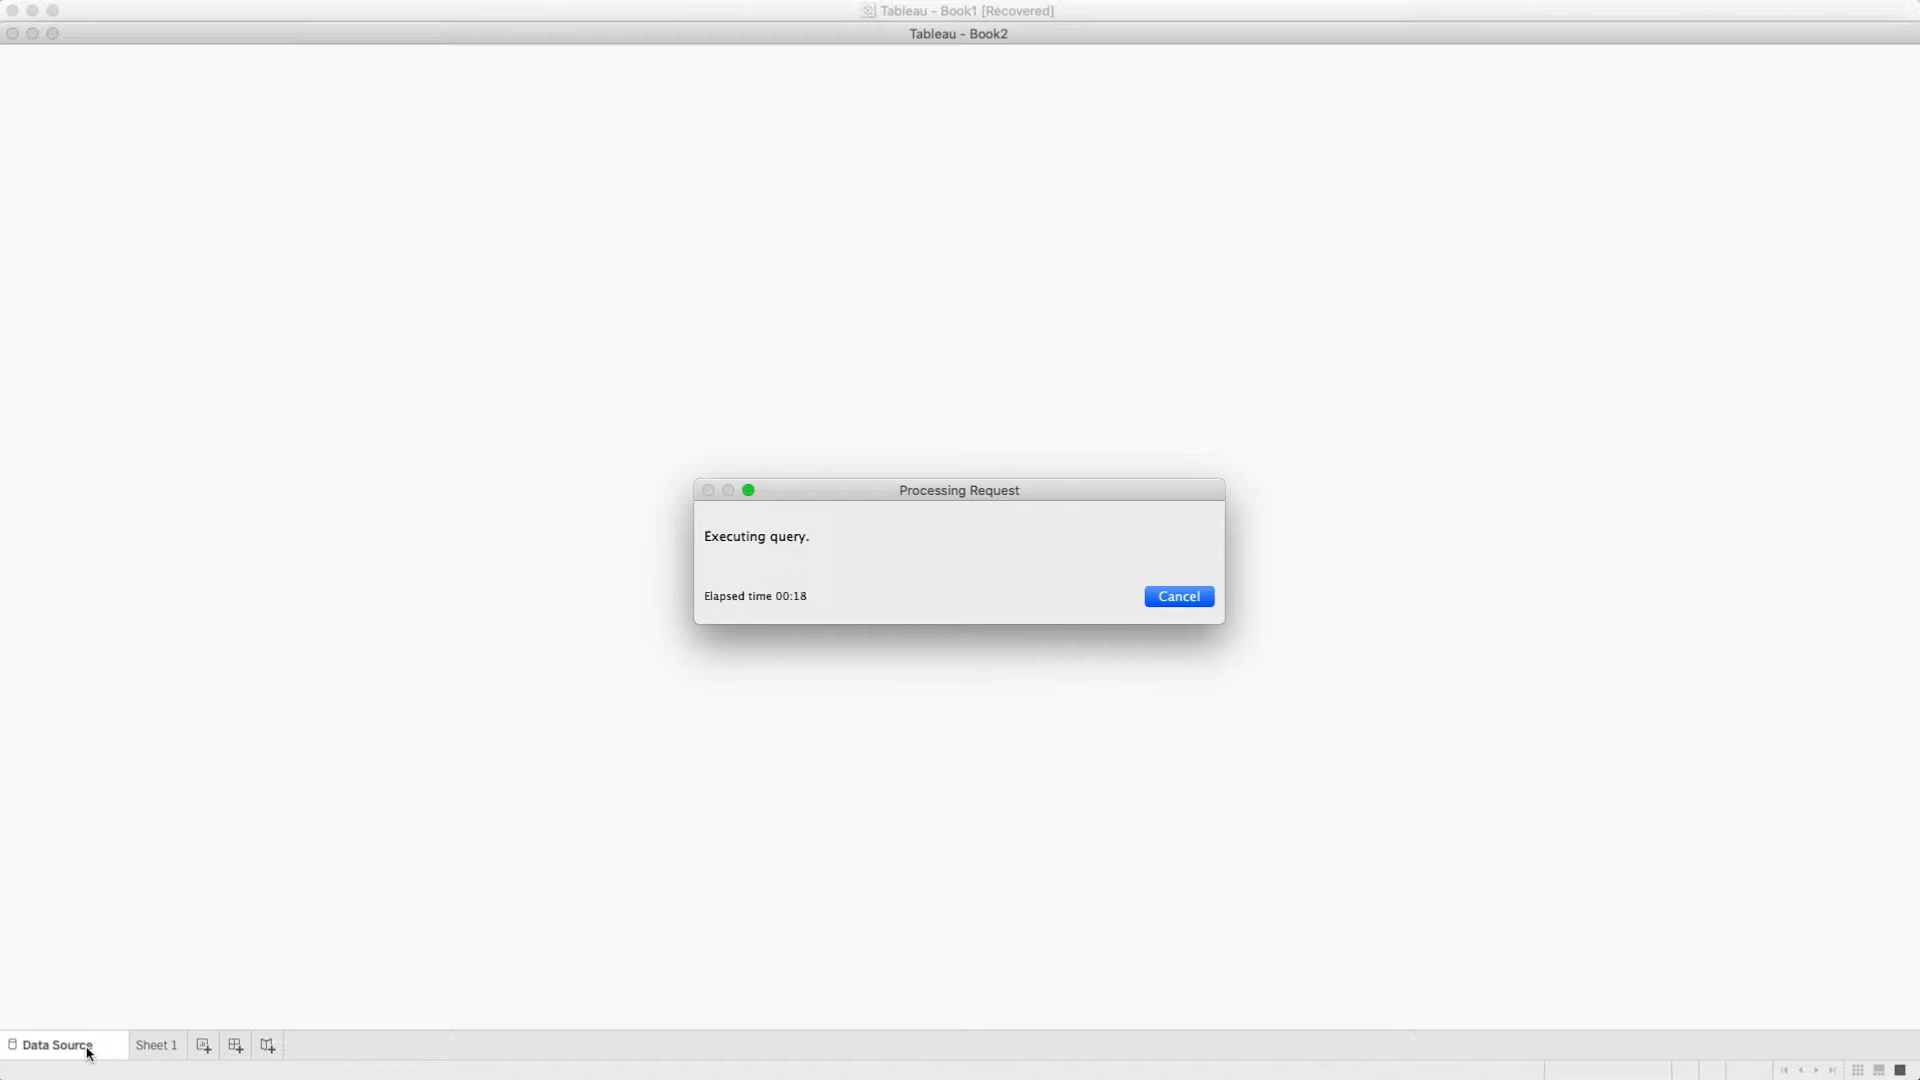 Tableau - Book1 [Recovered]
Tableau - Book2
Processing Request
Executing query.
Elapsed time 00:18
Cancel
Data Source
Sheet 1